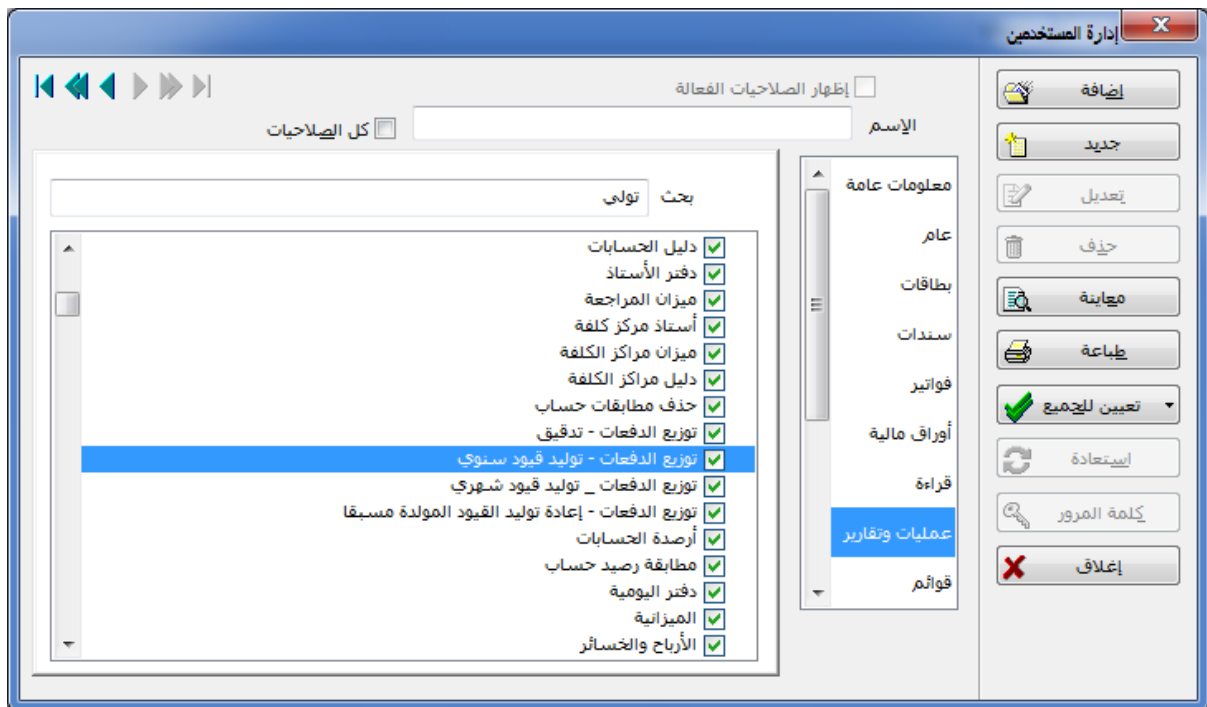 إدارة المستخدمين
إضافة
جديد
تعديل
حذف
معاينة
طباعة
تعيين للجميع
استعادة
كلمة المرور
إغلاق
إظهار الصلاحيات الفعالة
الاسم
كل الصلاحيات
معلومات عامة
عام
بطاقات
سندات
فواتير
أوراق مالية
قراءة
عمليات وتقارير
قوائم
بحث تولي
دليل الحسابات
دفتر الأستاذ
ميزان المراجعة
أستاذ مركز كلفة
ميزان مراكز الكلفة
دليل مراكز الكلفة
حذف مطابقات حساب
توزيع الدفعات - تدقيق
توزيع الدفعات - توليد قيود سنوي
توزيع الدفعات _ توليد قيود شهري
توزيع الدفعات - إعادة توليد القيود المولدة مسبقا
أرصدة الحسابات
مطابقة رصيد حساب
دفتر اليومية
الميزانية
الأرباح والخسائر